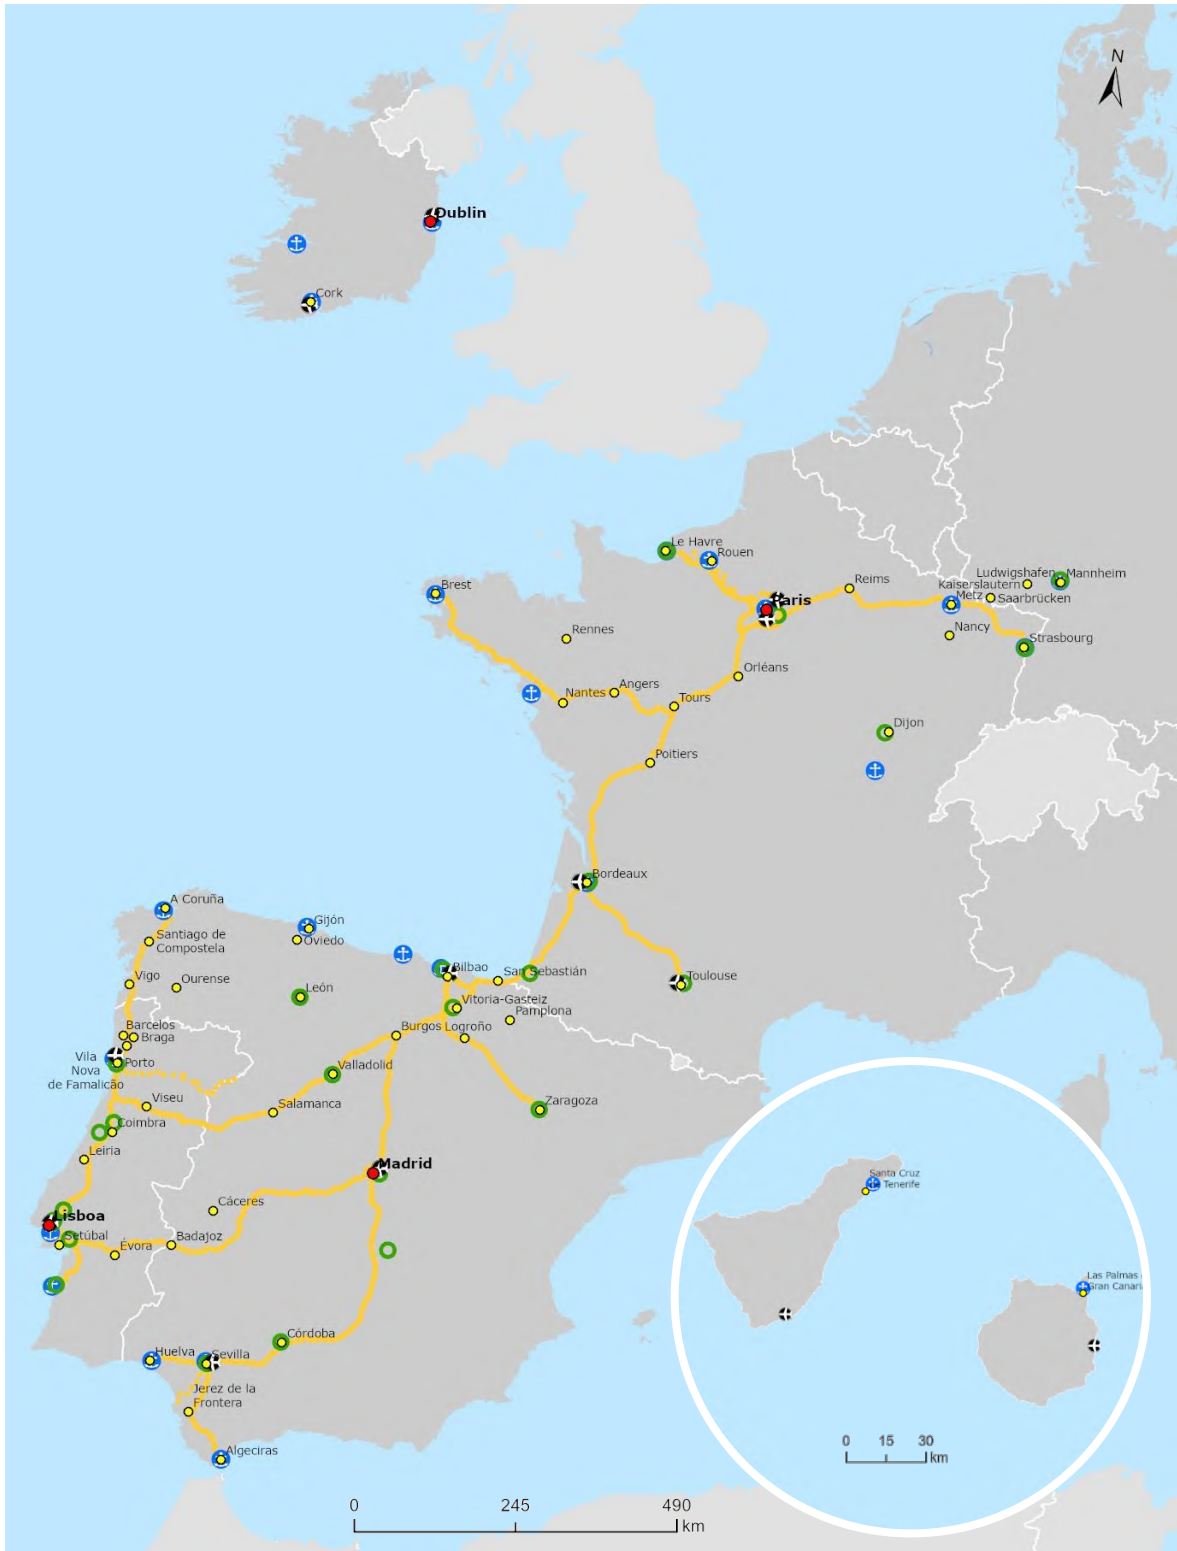 N
Dublin
Cork
Le Havre
Rouen
Ludwigshafen
Mannheim
Kaiserslautern
Reims
Metz
Saarbrücken
Brest
aris
Rennes
Nancy
Strasbourg
Orléans
Angers
Nantes
Tours
Dijon
Poitiers
Bordeaux
A Coruña
Gijón
Santiago de
Compostela
Oviedo
Bilbao
San Sebastián
Toulouse
Vigo
Ourense
León
Vitoria-Gasteiz
Pamplona
Barcelos
Braga
Burgos
Logroño
Vila
Nova
de Famalicão
Porto
Valladolid
Viseu
Salamanca
Zaragoza
Coimbra
Leiria
Madrid
Santa Cruz
de Tenerife
Cáceres
Lisboa
Setúbal
Évora
Badajoz
Las Palmas
Gran Canari
Córdoba
Huelva
Sevilla
Jerez de la
Frontera
Algeciras
0 15 30
km
0 245 490
km